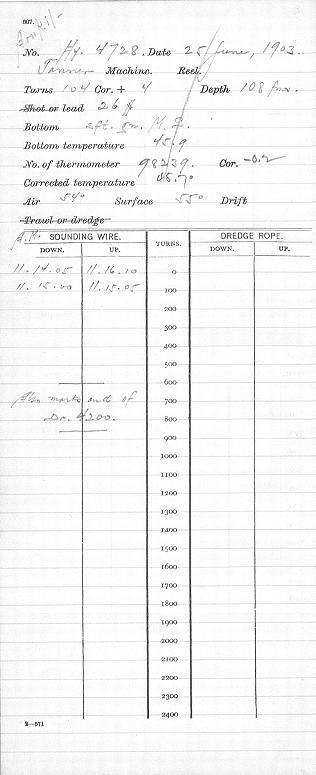 207.
No. Hy. 4728. Date 25 June, 1903.
Tanner Machine. Reel.
Turns 104 Cor. + 4 Depth 108 fms.
Shot or lead 26 #
Bottom sft. gn. M.
Bottom temperature 45.9
No. of thermometer 98239. Cor. -0.2
Corrected temperature 45.7°
Air 54° Surface 55° Drift
Trawl or dredge
A.M. SOUNDING WIRE. TURNS. DREDGE ROPE.
DOWN. UP. DOWN. UP.
11.14.05 11.16.10 0
11.15.00 11.15.05 100
200
300
400
500
600
Also marks end of 700
Dr. 4200. 800
900
1000
1100
1200
1300
1400
1500
1600
1700
1800
1900
2000
2100
2200
2300
2400
2—571